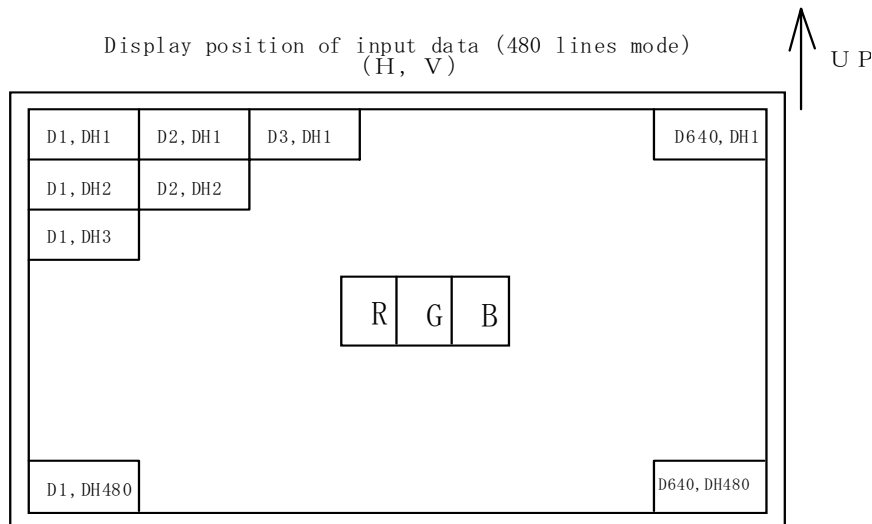 Display position of input data (480 lines mode)
(H, V)
U P
D1, DH1 D2, DH1 D3, DH1 D640, DH1
D1, DH2 D2, DH2
D1, DH3
R G B
D1, DH480 D640, DH480